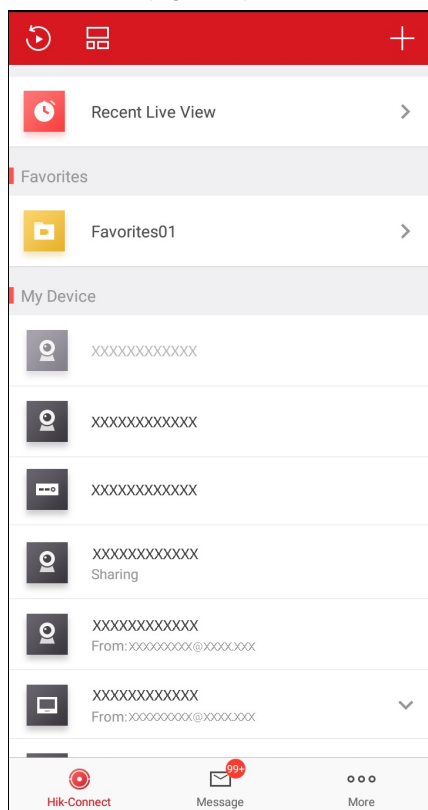 Recent Live View
Favorites
Favorites01
My Device
XXXXXXXXXXXX
XXXXXXXXXXXX
XXXXXXXXXXXX
XXXXXXXXXXXX
Sharing
XXXXXXXXXXXX
From:XXXXXXXXX@XXXX.XXX
XXXXXXXXXXXX
From:XXXXXXXXX@XXXX.XXX
99+
Hik-Connect
Message
More